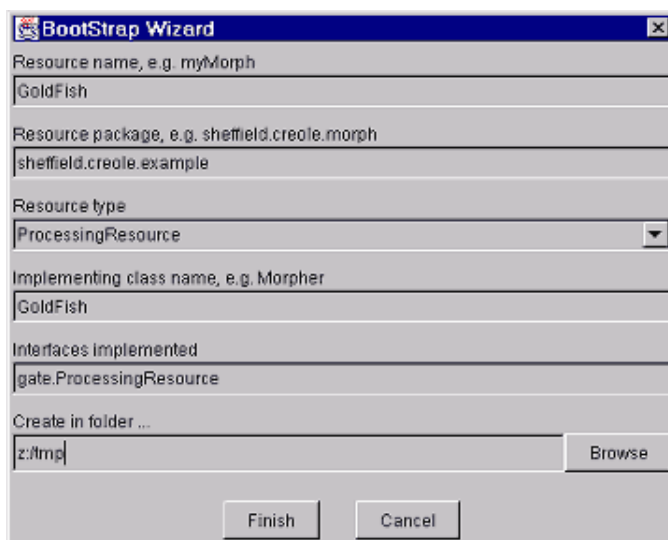 BootStrap Wizard
Resource name, e.g. myMorph
GoldFish
Resource package, e.g. sheffield.creole.morph
sheffield.creole.example
Resource type
ProcessingResource
Implementing class name, e.g. Morpher
GoldFish
Interfaces implemented
gate.ProcessingResource
Create in folder ...
z:/tmp
Browse
Finish Cancel